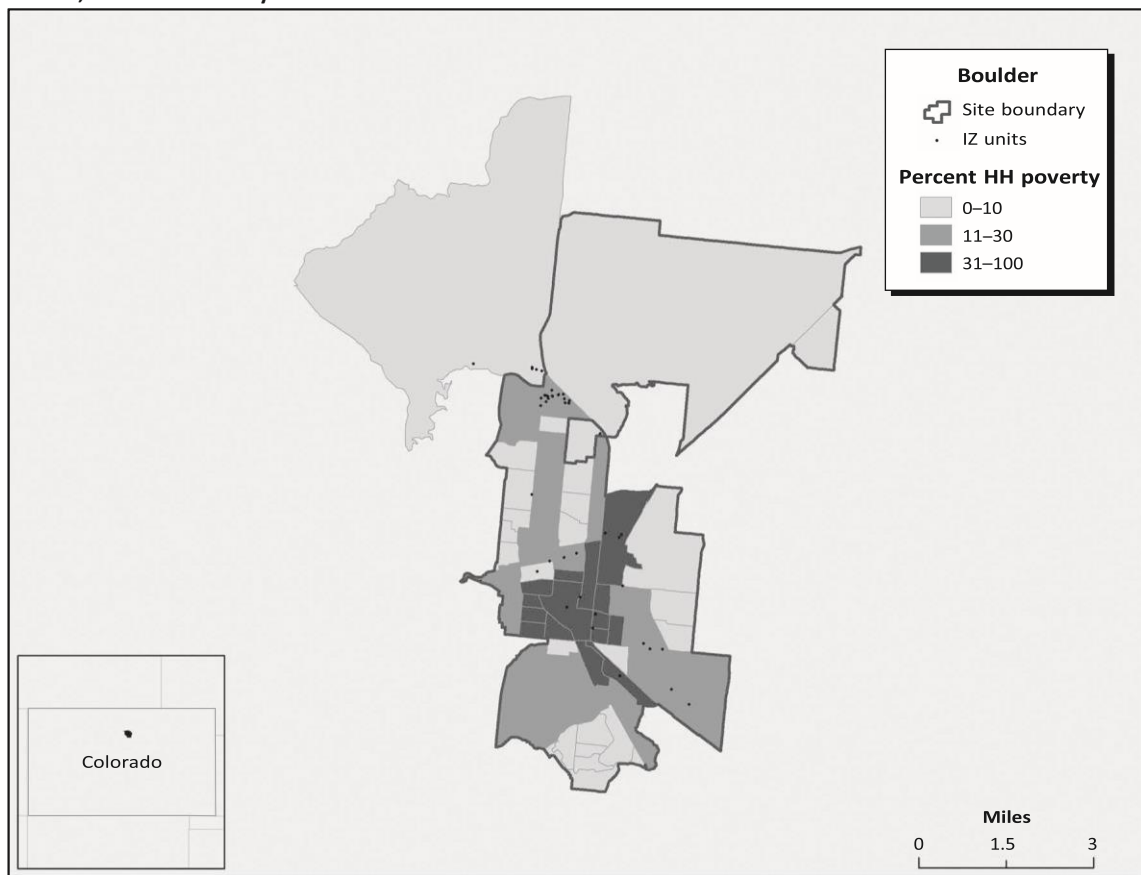 Boulder
Site boundary
IZ units
Percent HH poverty
0–10
11–30
31–100
Colorado
Miles
0 1.5 3